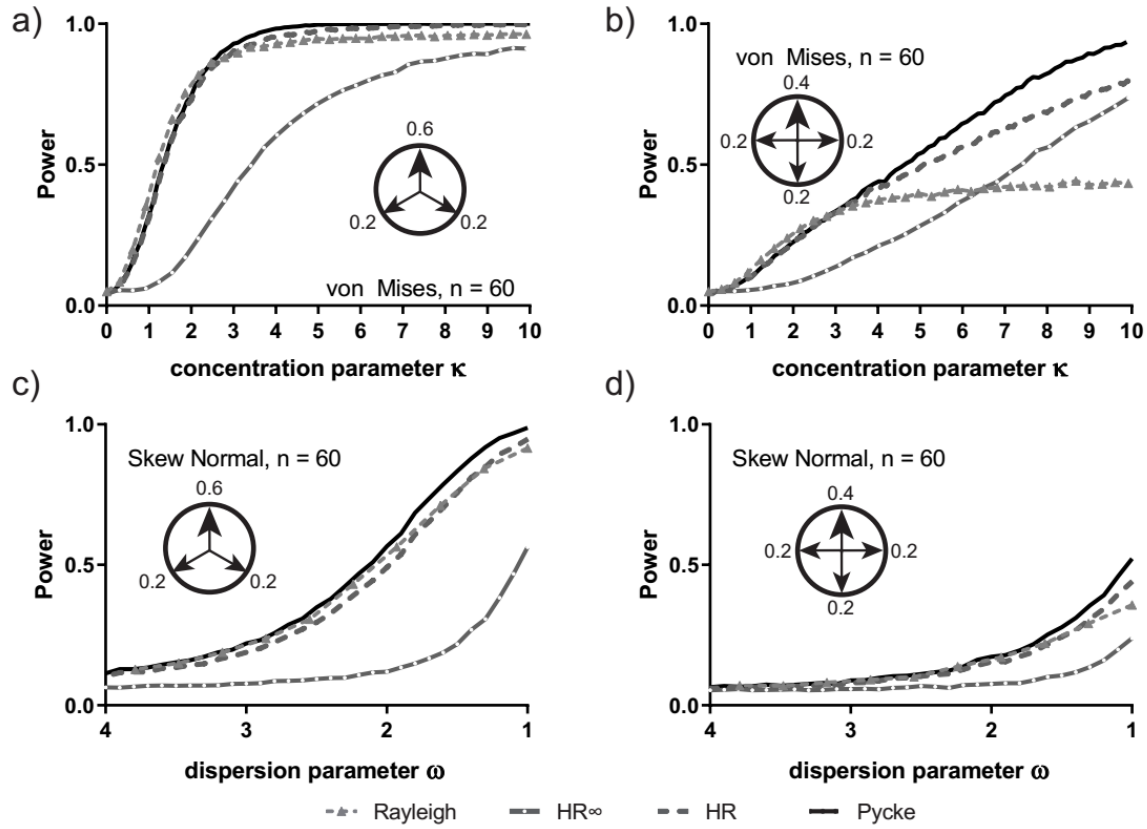 a)
1.0
0.5
0.0
Power
0.6
0.2 0.2
von Mises, n = 60
0 1 2 3 4 5 6 7 8 9 10
concentration parameter κ
b)
1.0
0.5
0.0
Power
von Mises, n = 60
0.4
0.2 0.2
0.2
0 1 2 3 4 5 6 7 8 9 10
concentration parameter κ
c)
1.0
0.5
0.0
Power
Skew Normal, n = 60
0.6
0.2 0.2
4 3 2 1
dispersion parameter ω
d)
1.0
0.5
0.0
Power
Skew Normal, n = 60
0.4
0.2 0.2
0.2
4 3 2 1
dispersion parameter ω
Rayleigh HR∞ HR Pycke